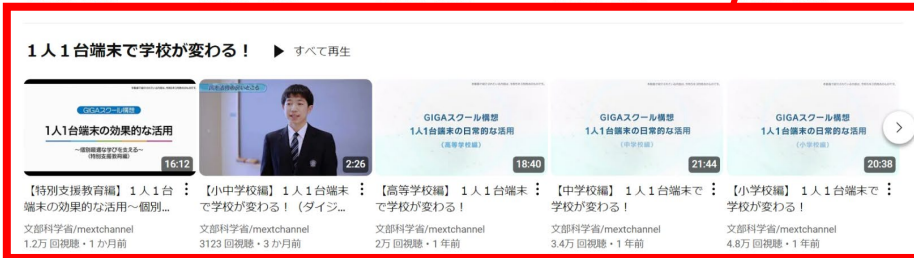 1人1台端末で学校が変わる！ ▶ すべて再生
GIGAスクール構想
1人1台端末の効果的な活用
～個別最適な学びを支える～
(特別支援教育編)
16:12
2:26
GIGAスクール構想
1人1台端末の日常的な活用
(高等学校編)
18:40
GIGAスクール構想
1人1台端末の日常的な活用
(中学校編)
21:44
GIGAスクール構想
1人1台端末の日常的な活用
(小学校編)
20:38
【特別支援教育編】１人１台
端末の効果的な活用～個別...
文部科学省/mextchannel
1.2万 回視聴・1 か月前
【小中学校編】１人１台端末
で学校が変わる！（ダイジ...
文部科学省/mextchannel
3123 回視聴・3 か月前
【高等学校編】１人１台端末
で学校が変わる！
文部科学省/mextchannel
2万 回視聴・1 年前
【中学校編】１人１台端末で
学校が変わる！
文部科学省/mextchannel
3.4万 回視聴・1 年前
【小学校編】 １人１台端末で
学校が変わる！
文部科学省/mextchannel
4.8万 回視聴・1 年前